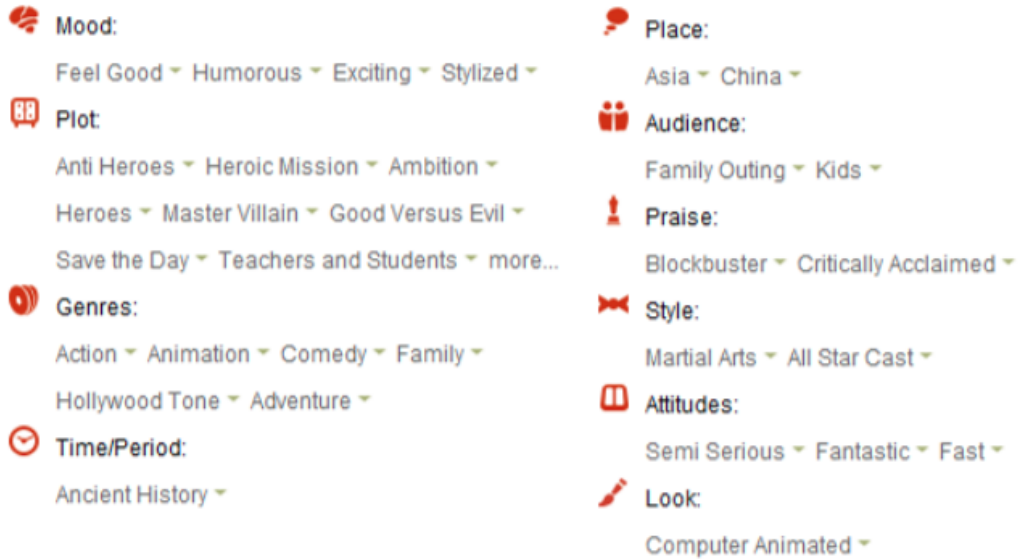 Mood:
Feel Good Humorous Exciting Stylized
Plot:
Anti Heroes Heroic Mission Ambition
Heroes Master Villain Good Versus Evil
Save the Day Teachers and Students more...
Genres:
Action Animation Comedy Family
Hollywood Tone Adventure
Time/Period:
Ancient History
Place:
Asia China
Audience:
Family Outing Kids
Praise:
Blockbuster Critically Acclaimed
Style:
Martial Arts All Star Cast
Attitudes:
Semi Serious Fantastic Fast
Look:
Computer Animated